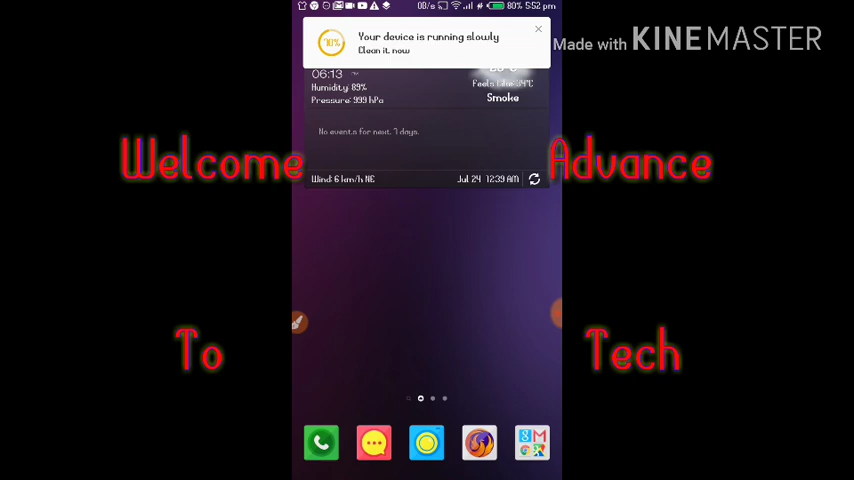 0B/s 80% 5:52 pm
70% Your device is running slowly
Clean it now
Made with KINEMASTER
06:13
Humidity 89%
Pressure: 999 hPa
Feels Like:34°C
Smoke
No events for next 7 days.
Wind: 6 km/h NE Jul 24 12:39 AM
Welcome Advance
To Tech